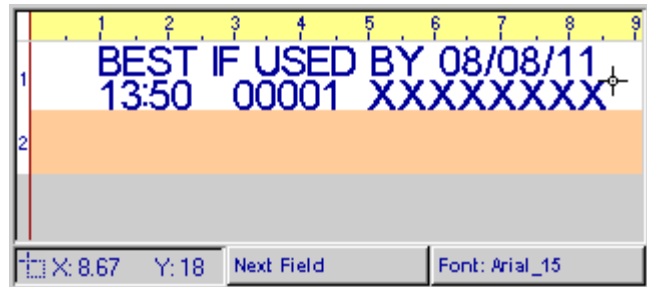 1 2 3 4 5 6 7 8 9
1
BEST IF USED BY 08/08/11
13:50 00001 XXXXXXXX
2
X: 8.67 Y: 18 Next Field Font: Arial_15